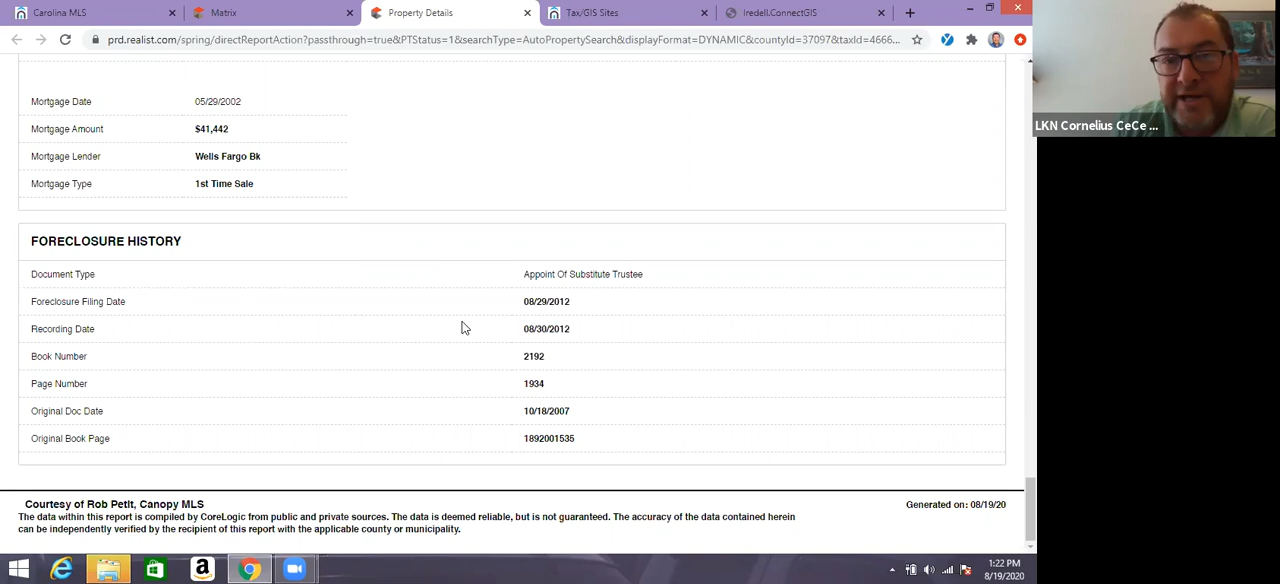 Carolina MLS
Matrix
Property Details
Tax/GIS Sites
Iredell.ConnectGIS
prd.realist.com/spring/directReportAction?passthrough=true&PTStatus=1&searchType=AutoPropertySearch&displayFormat=DYNAMIC&countyId=37097&taxId=4666...
LKN Cornelius CeCe ...
Mortgage Date 05/29/2002
Mortgage Amount $41,442
Mortgage Lender Wells Fargo Bk
Mortgage Type 1st Time Sale
FORECLOSURE HISTORY
Document Type Appoint Of Substitute Trustee
Foreclosure Filing Date 08/29/2012
Recording Date 08/30/2012
Book Number 2192
Page Number 1934
Original Doc Date 10/18/2007
Original Book Page 1892001535
Courtesy of Rob Petit, Canopy MLS Generated on: 08/19/20
The data within this report is compiled by CoreLogic from public and private sources. The data is deemed reliable, but is not guaranteed. The accuracy of the data contained herein
can be independently verified by the recipient of this report with the applicable county or municipality.
1:22 PM
8/19/2020